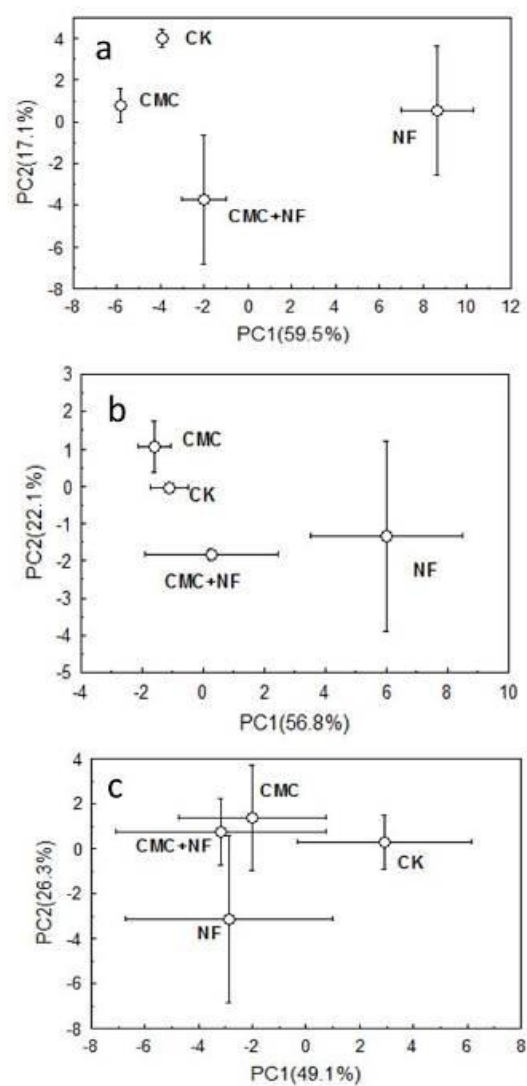 a
4
CK
2
CMC
0
NF
-2
-4
CMC+NF
-6
-8
-8 -6 -4 -2 0 2 4 6 8 10 12
PC2(17.1%)
PC1(59.5%)
b
3
2
CMC
1
0
CK
-1
NF
-2
CMC+NF
-3
-4
-5
-4 -2 0 2 4 6 8 10
PC2(22.1%)
PC1(56.8%)
c
4
CMC
2
CMC+NF
0
CK
-2
NF
-4
-6
-8
-8 -6 -4 -2 0 2 4 6 8
PC2(26.3%)
PC1(49.1%)